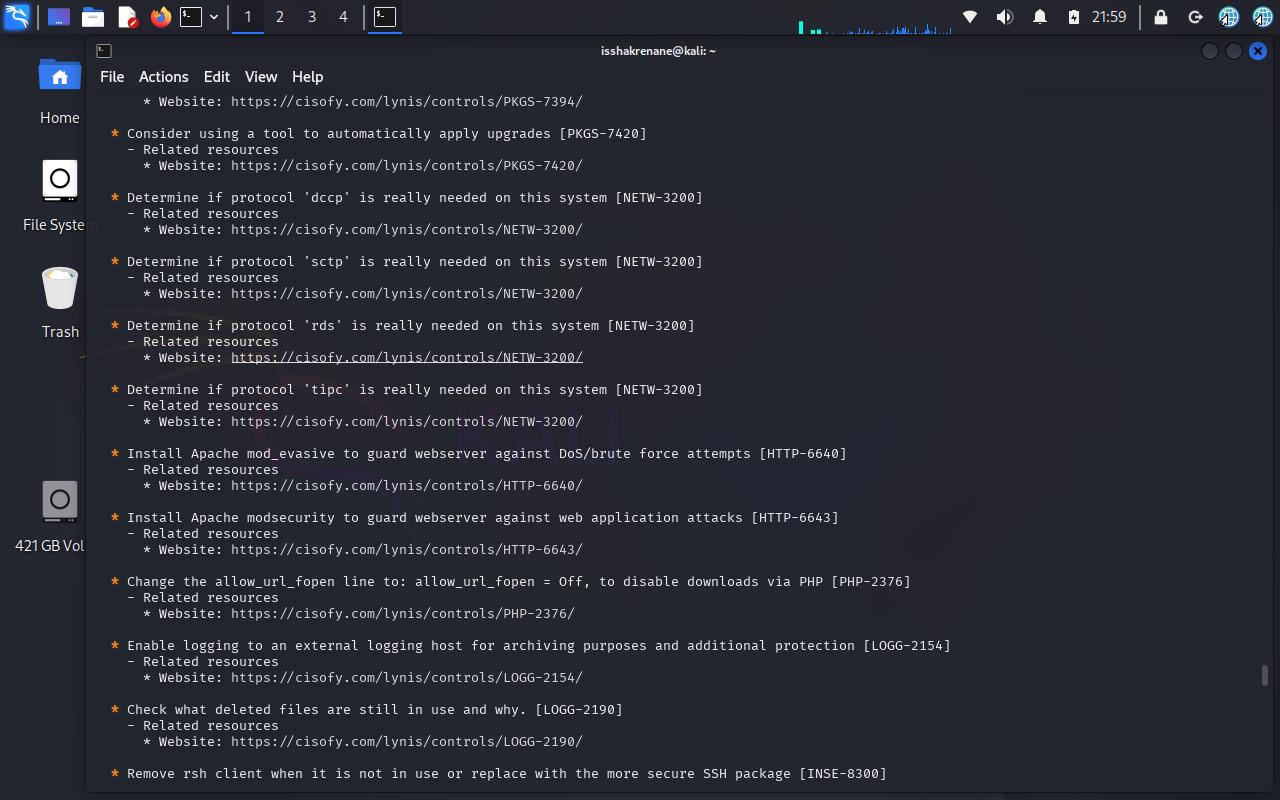 1 2 3 4 21:59
isshakrenane@kali: ~
File Actions Edit View Help
Home
File System
Trash
421 GB Vol...
* Website: https://cisofy.com/lynis/controls/PKGS-7394/
* Consider using a tool to automatically apply upgrades [PKGS-7420]
- Related resources
* Website: https://cisofy.com/lynis/controls/PKGS-7420/
* Determine if protocol 'dccp' is really needed on this system [NETW-3200]
- Related resources
* Website: https://cisofy.com/lynis/controls/NETW-3200/
* Determine if protocol 'sctp' is really needed on this system [NETW-3200]
- Related resources
* Website: https://cisofy.com/lynis/controls/NETW-3200/
* Determine if protocol 'rds' is really needed on this system [NETW-3200]
- Related resources
* Website: https://cisofy.com/lynis/controls/NETW-3200/
* Determine if protocol 'tipc' is really needed on this system [NETW-3200]
- Related resources
* Website: https://cisofy.com/lynis/controls/NETW-3200/
* Install Apache mod_evasive to guard webserver against DoS/brute force attempts [HTTP-6640]
- Related resources
* Website: https://cisofy.com/lynis/controls/HTTP-6640/
* Install Apache modsecurity to guard webserver against web application attacks [HTTP-6643]
- Related resources
* Website: https://cisofy.com/lynis/controls/HTTP-6643/
* Change the allow_url_fopen line to: allow_url_fopen = Off, to disable downloads via PHP [PHP-2376]
- Related resources
* Website: https://cisofy.com/lynis/controls/PHP-2376/
* Enable logging to an external logging host for archiving purposes and additional protection [LOGG-2154]
- Related resources
* Website: https://cisofy.com/lynis/controls/LOGG-2154/
* Check what deleted files are still in use and why. [LOGG-2190]
- Related resources
* Website: https://cisofy.com/lynis/controls/LOGG-2190/
* Remove rsh client when it is not in use or replace with the more secure SSH package [INSE-8300]
KALI